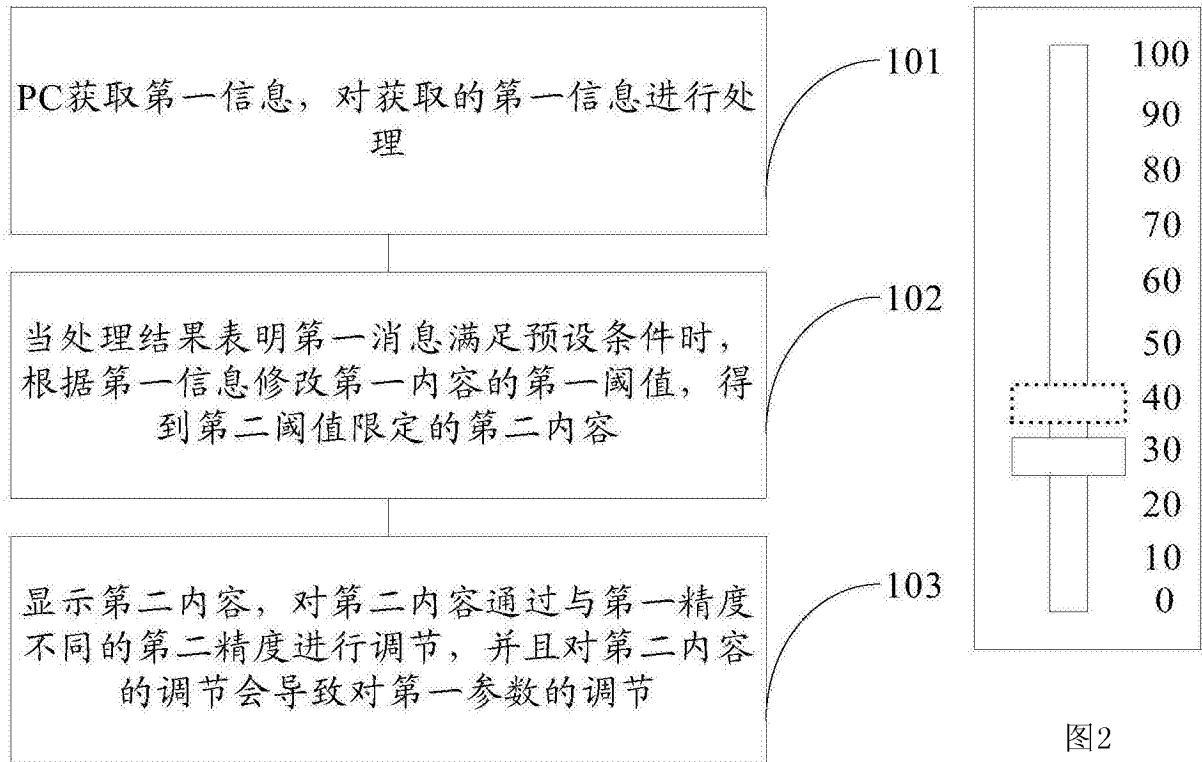 PC获取第一信息，对获取的第一信息进行处
理
101
当处理结果表明第一消息满足预设条件时，
根据第一信息修改第一内容的第一阈值，得
到第二阈值限定的第二内容
102
显示第二内容，对第二内容通过与第一精度
不同的第二精度进行调节，并且对第二内容
的调节会导致对第一参数的调节
103
100
90
80
70
60
50
40
30
20
10
0
图2